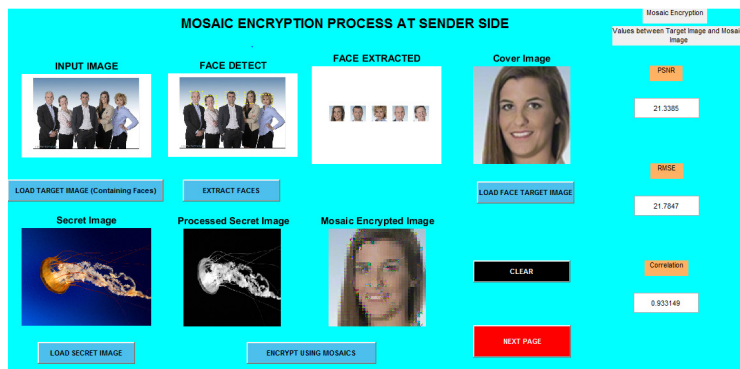 MOSAIC ENCRYPTION PROCESS AT SENDER SIDE
Mosaic Encryption
Values between Target Image and Mosaic
Image
INPUT IMAGE
FACE DETECT
FACE EXTRACTED
Cover Image
PSNR
21.3385
LOAD TARGET IMAGE (Containing Faces)
EXTRACT FACES
LOAD FACE TARGET IMAGE
RMSE
21.7847
Secret Image
Processed Secret Image
Mosaic Encrypted Image
CLEAR
Correlation
0.933149
NEXT PAGE
LOAD SECRET IMAGE
ENCRYPT USING MOSAICS